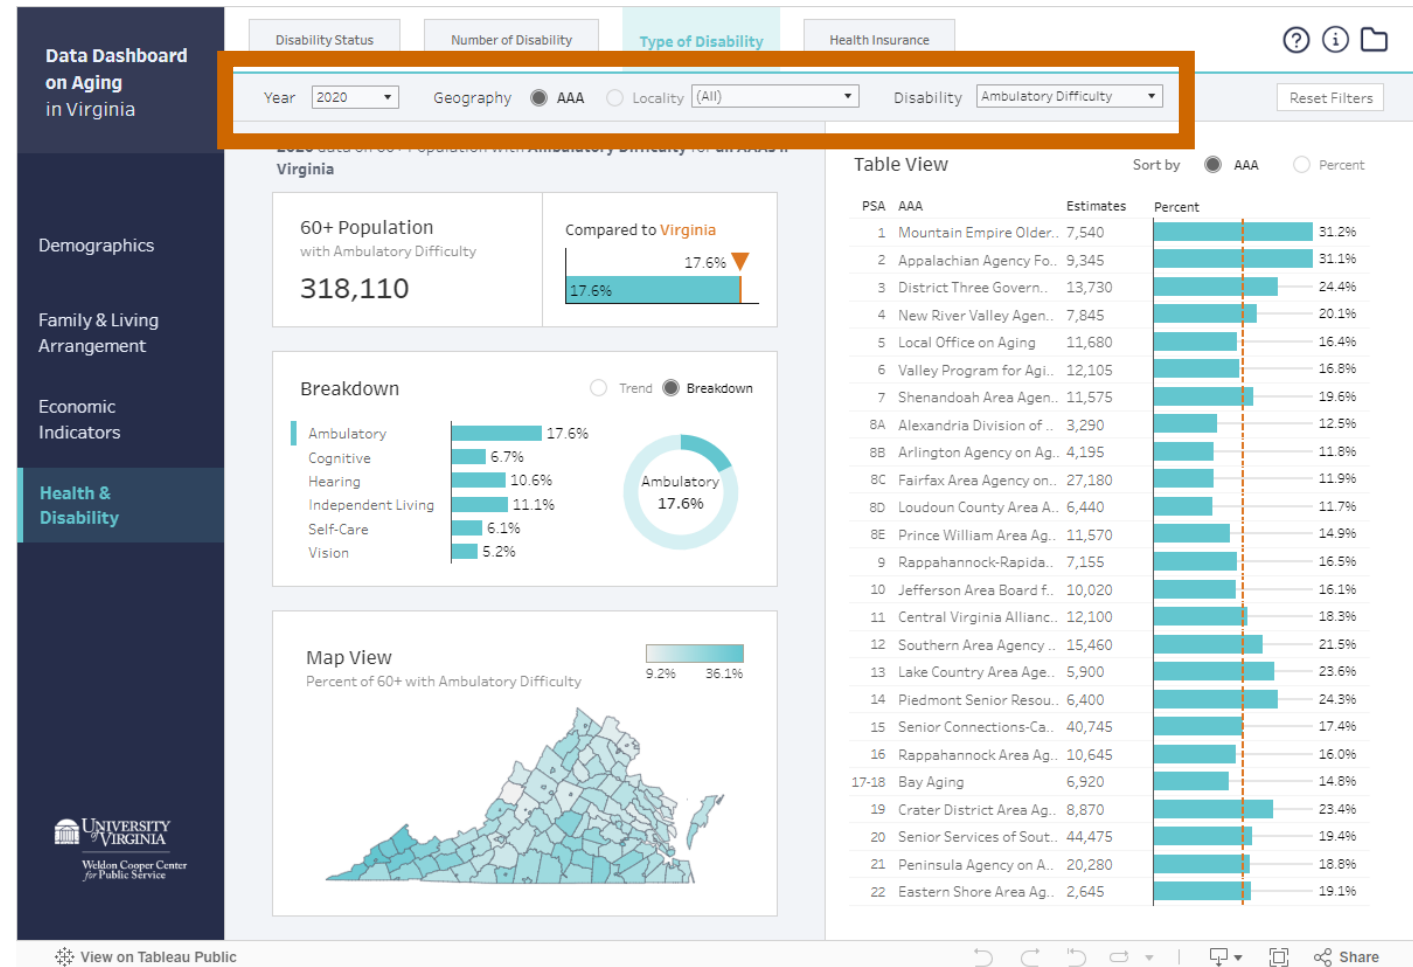 Data Dashboard
on Aging
in Virginia
Disability Status
Number of Disability
Type of Disability
Health Insurance
Year 2020 Geography AAA Locality (All) Disability Ambulatory Difficulty
Reset Filters
2020 data on 60+ Population with Ambulatory Difficulty for all AAAs in
Virginia
60+ Population
with Ambulatory Difficulty
318,110
Compared to Virginia
17.6%
17.6%
Breakdown
Trend Breakdown
Ambulatory 17.6%
Cognitive 6.7%
Hearing 10.6%
Independent Living 11.1%
Self-Care 6.1%
Vision 5.2%
Ambulatory
17.6%
Map View
Percent of 60+ with Ambulatory Difficulty
9.2% 36.1%
Table View
Sort by AAA Percent
PSA AAA Estimates Percent
1 Mountain Empire Older.. 7,540 31.2%
2 Appalachian Agency Fo.. 9,345 31.1%
3 District Three Govern.. 13,730 24.4%
4 New River Valley Agen.. 7,845 20.1%
5 Local Office on Aging 11,680 16.4%
6 Valley Program for Agi.. 12,105 16.8%
7 Shenandoah Area Agen.. 11,575 19.6%
8A Alexandria Division of .. 3,290 12.5%
8B Arlington Agency on Ag.. 4,195 11.8%
8C Fairfax Area Agency on.. 27,180 11.9%
8D Loudoun County Area A.. 6,440 11.7%
8E Prince William Area Ag.. 11,570 14.9%
9 Rappahannock-Rapida.. 7,155 16.5%
10 Jefferson Area Board f.. 10,020 16.1%
11 Central Virginia Allianc.. 12,100 18.3%
12 Southern Area Agency .. 15,460 21.5%
13 Lake Country Area Age.. 5,900 23.6%
14 Piedmont Senior Resou.. 6,400 24.3%
15 Senior Connections-Ca.. 40,745 17.4%
16 Rappahannock Area Ag.. 10,645 16.0%
17-18 Bay Aging 6,920 14.8%
19 Crater District Area Ag.. 8,870 23.4%
20 Senior Services of Sout.. 44,475 19.4%
21 Peninsula Agency on A.. 20,280 18.8%
22 Eastern Shore Area Ag.. 2,645 19.1%
Demographics
Family & Living
Arrangement
Economic
Indicators
Health &
Disability
UNIVERSITY
of VIRGINIA
Weldon Cooper Center
for Public Service
View on Tableau Public
Share